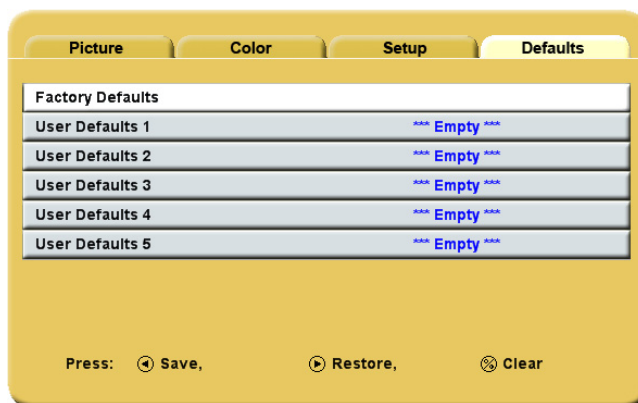 Picture Color Setup Defaults
Factory Defaults
User Defaults 1 *** Empty ***
User Defaults 2 *** Empty ***
User Defaults 3 *** Empty ***
User Defaults 4 *** Empty ***
User Defaults 5 *** Empty ***
Press: Save, Restore, Clear